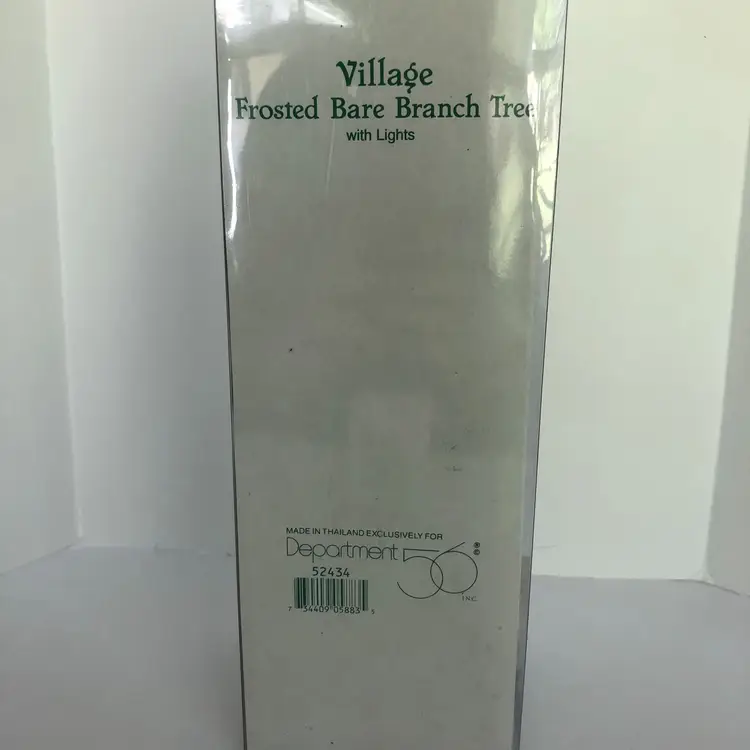 Village
Frosted Bare Branch Tree
with Lights
MADE IN THAILAND EXCLUSIVELY FOR
Department 56 ® ©
INC.
52434
7 34409 05883 5